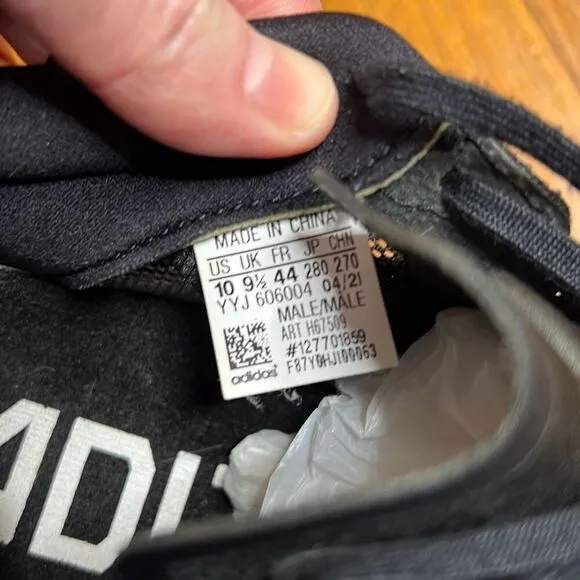 MADE IN CHINA
US UK FR JP CHN
10 9½ 44 280 270
YYJ 606004 04/21
MALE/MÂLE
ART H67509
#127701859
F87Y0HJ100063
adidas
ADI